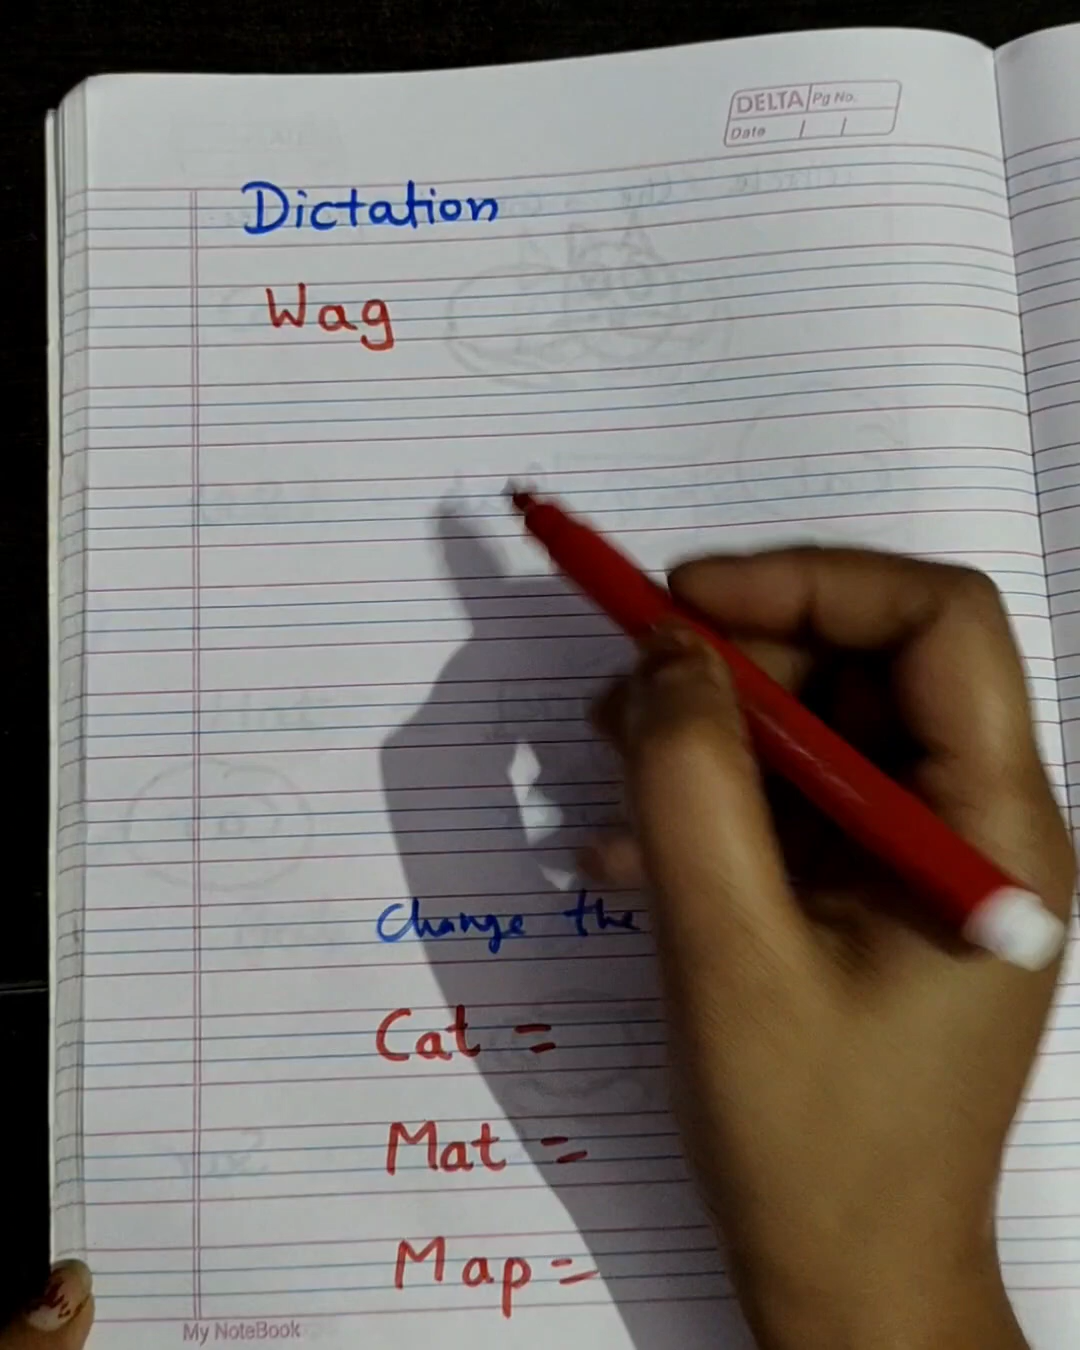 DELTA Pg No.
Date / /
Dictation
Wag
Change the
Cat =
Mat =
Map =
My NoteBook